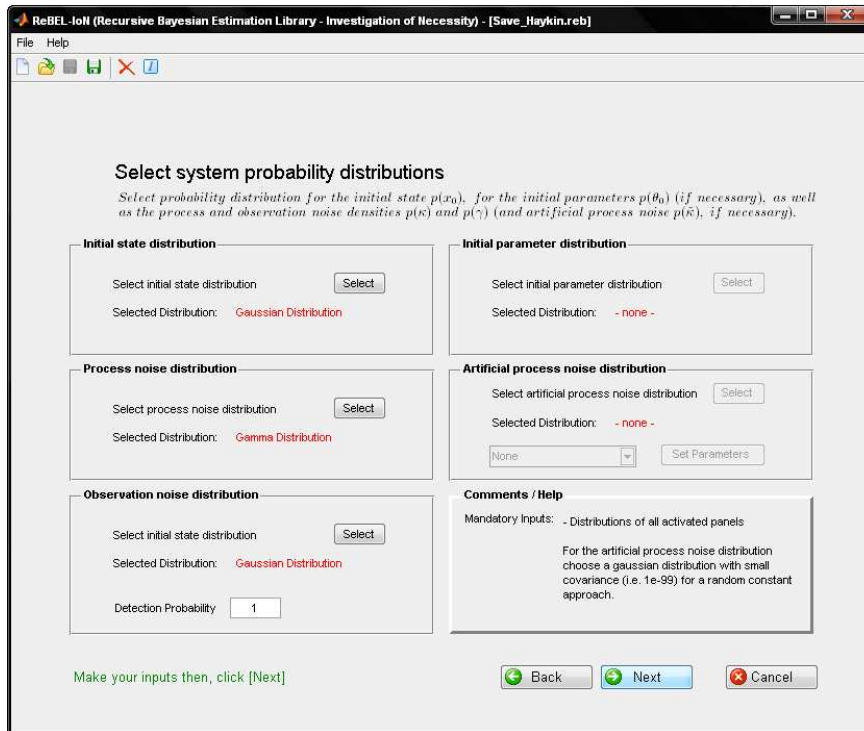 ReBEL-IoN (Recursive Bayesian Estimation Library - Investigation of Necessity) - [Save_Haykin.reb]
File Help
Select system probability distributions
Select probability distribution for the initial state p(x₀), for the initial parameters p(θ₀) (if necessary), as well
as the process and observation noise densities p(κ) and p(γ) (and artificial process noise p(κ̃), if necessary).
Initial state distribution
Select initial state distribution Select
Selected Distribution: Gaussian Distribution
Initial parameter distribution
Select initial parameter distribution Select
Selected Distribution: - none -
Process noise distribution
Select process noise distribution Select
Selected Distribution: Gamma Distribution
Artificial process noise distribution
Select artificial process noise distribution Select
Selected Distribution: - none -
None Set Parameters
Observation noise distribution
Select initial state distribution Select
Selected Distribution: Gaussian Distribution
Detection Probability 1
Comments / Help
Mandatory Inputs: - Distributions of all activated panels
For the artificial process noise distribution
choose a gaussian distribution with small
covariance (i.e. 1e-99) for a random constant
approach.
Make your inputs then, click [Next]
Back Next Cancel